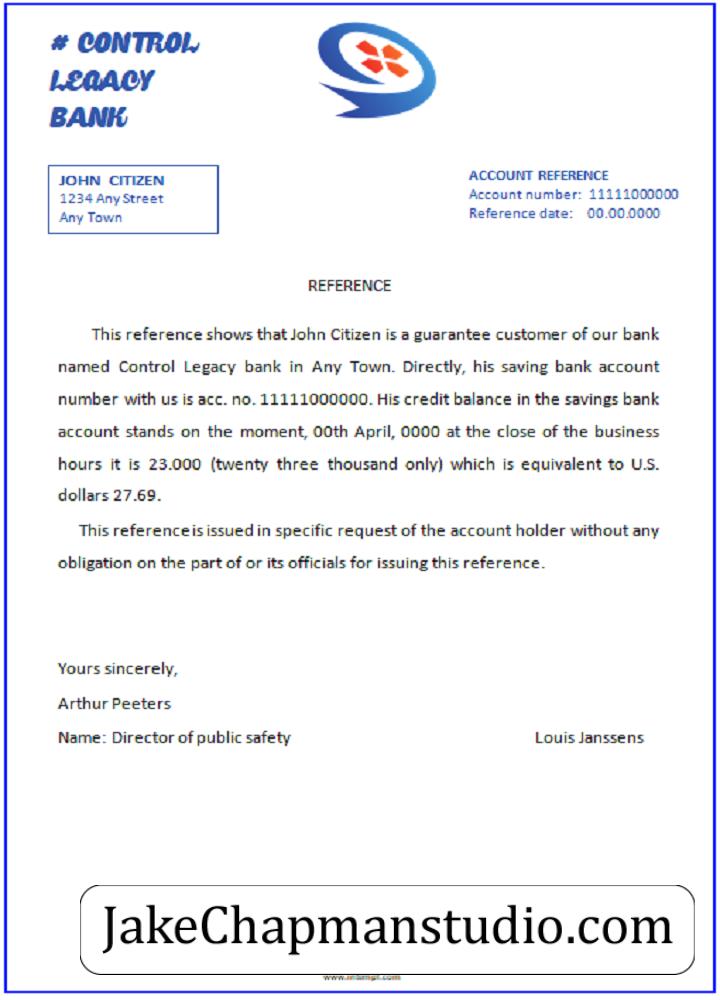 # CONTROL
LEGACY
BANK
JOHN CITIZEN
1234 Any Street
Any Town
ACCOUNT REFERENCE
Account number: 11111000000
Reference date: 00.00.0000
REFERENCE
This reference shows that John Citizen is a guarantee customer of our bank
named Control Legacy bank in Any Town. Directly, his saving bank account
number with us is acc. no. 11111000000. His credit balance in the savings bank
account stands on the moment, 00th April, 0000 at the close of the business
hours it is 23.000 (twenty three thousand only) which is equivalent to U.S.
dollars 27.69.
This reference is issued in specific request of the account holder without any
obligation on the part of or its officials for issuing this reference.
Yours sincerely,
Arthur Peeters
Name: Director of public safety
Louis Janssens
JakeChapmanstudio.com